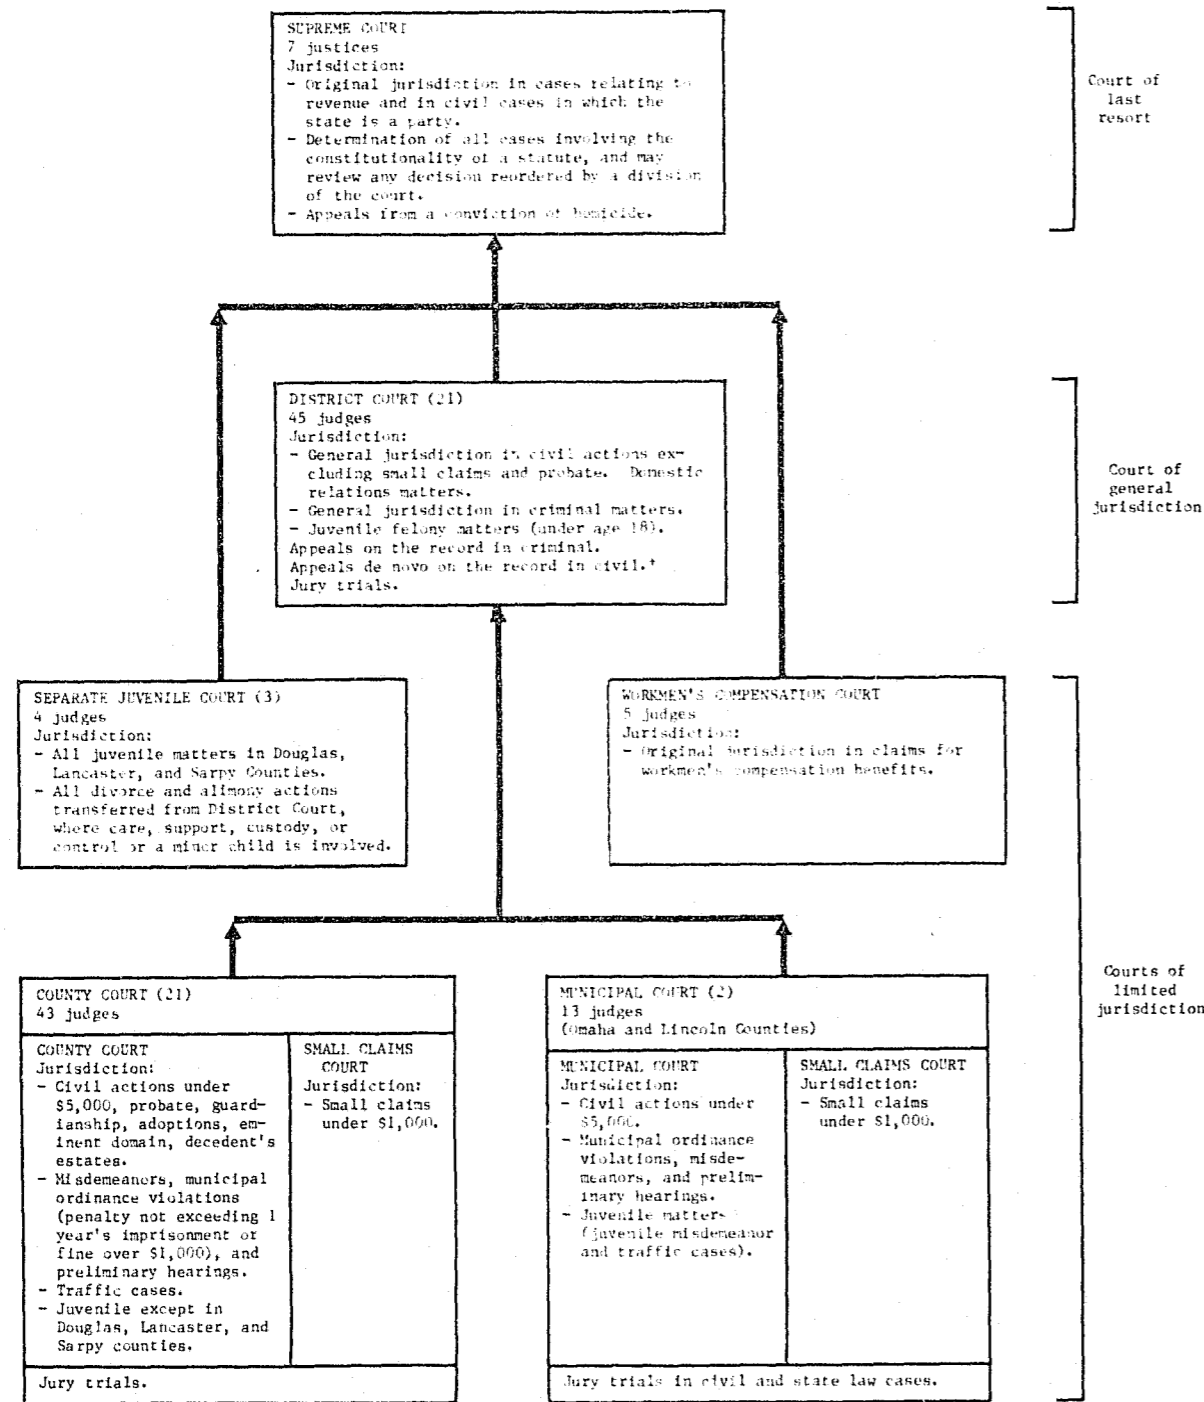 SUPREME COURT
7 justices
Jurisdiction:
- Original jurisdiction in cases relating to
revenue and in civil cases in which the
state is a party.
- Determination of all cases involving the
constitutionality of a statute, and may
review any decision reordered by a division
of the court.
- Appeals from a conviction of homicide.
Court of
last
resort
DISTRICT COURT (21)
45 judges
Jurisdiction:
- General jurisdiction in civil actions ex-
cluding small claims and probate. Domestic
relations matters.
- General jurisdiction in criminal matters.
- Juvenile felony matters (under age 18).
Appeals on the record in criminal.
Appeals de novo on the record in civil.+
Jury trials.
Court of
general
jurisdiction
SEPARATE JUVENILE COURT (3)
4 judges
Jurisdiction:
- All juvenile matters in Douglas,
Lancaster, and Sarpy Counties.
- All divorce and alimony actions
transferred from District Court,
where care, support, custody, or
control or a minor child is involved.
WORKMEN'S COMPENSATION COURT
5 judges
Jurisdiction:
- Original jurisdiction in claims for
workmen's compensation benefits.
Courts of
limited
jurisdiction
COUNTY COURT (21)
43 judges
COUNTY COURT
Jurisdiction:
- Civil actions under
$5,000, probate, guard-
ianship, adoptions, em-
inent domain, decedent's
estates.
- Misdemeanors, municipal
ordinance violations
(penalty not exceeding 1
year's imprisonment or
fine over $1,000), and
preliminary hearings.
- Traffic cases.
- Juvenile except in
Douglas, Lancaster, and
Sarpy counties.
SMALL CLAIMS
COURT
Jurisdiction:
- Small claims
under $1,000.
Jury trials.
MUNICIPAL COURT (2)
13 judges
(Omaha and Lincoln Counties)
MUNICIPAL COURT
Jurisdiction:
- Civil actions under
$5,000.
- Municipal ordinance
violations, misde-
meanors, and prelim-
inary hearings.
- Juvenile matters
(juvenile misdemeanor
and traffic cases).
SMALL CLAIMS COURT
Jurisdiction:
- Small claims
under $1,000.
Jury trials in civil and state law cases.